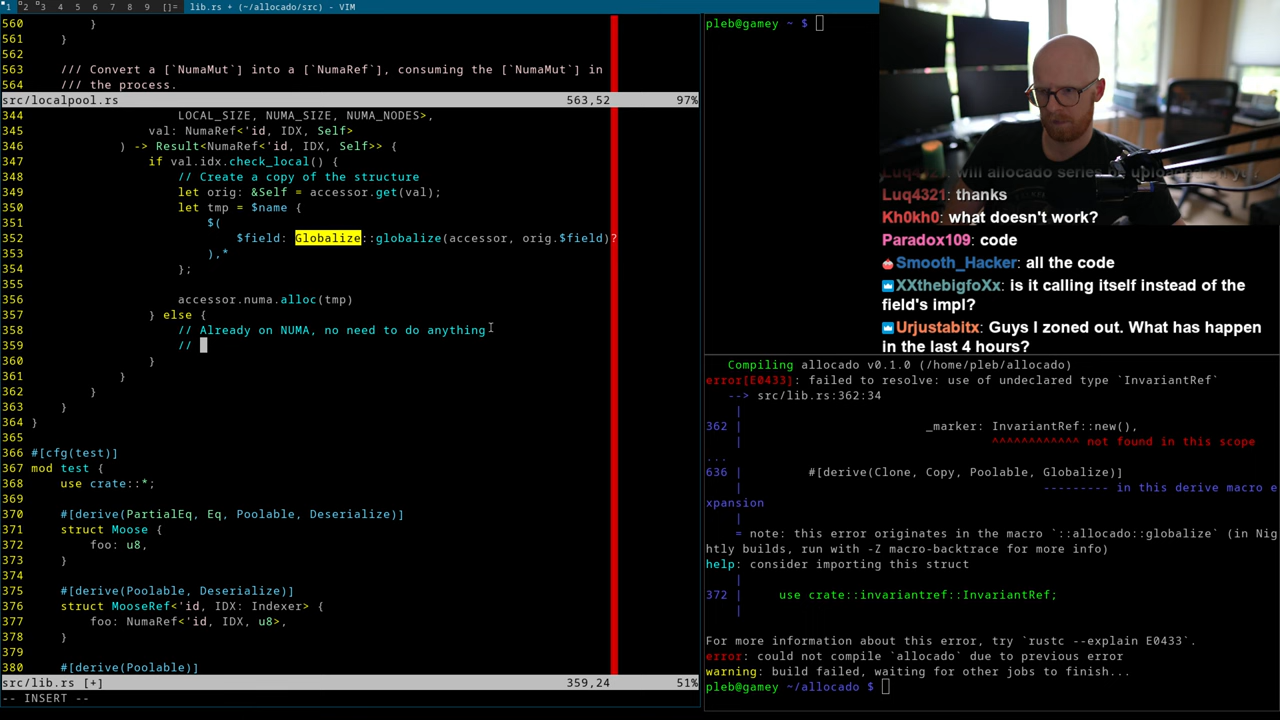 1 2 3 4 5 6 7 8 9 []= lib.rs + (~/allocado/src) - VIM
560 }
561 }
562
563 /// Convert a [`NumaMut`] into a [`NumaRef`], consuming the [`NumaMut`] in
564 /// the process.
src/localpool.rs 563,52 97%
344 LOCAL_SIZE, NUMA_SIZE, NUMA_NODES>,
345 val: NumaRef<'id, IDX, Self>
346 ) -> Result<NumaRef<'id, IDX, Self>> {
347 if val.idx.check_local() {
348 // Create a copy of the structure
349 let orig: &Self = accessor.get(val);
350 let tmp = $name {
351 $(
352 $field: Globalize::globalize(accessor, orig.$field)?
353 ),*
354 };
355
356 accessor.numa.alloc(tmp)
357 } else {
358 // Already on NUMA, no need to do anything
359 //
360 }
361 }
362 }
363 }
364 }
365
366 #[cfg(test)]
367 mod test {
368 use crate::*;
369
370 #[derive(PartialEq, Eq, Poolable, Deserialize)]
371 struct Moose {
372 foo: u8,
373 }
374
375 #[derive(Poolable, Deserialize)]
376 struct MooseRef<'id, IDX: Indexer> {
377 foo: NumaRef<'id, IDX, u8>,
378 }
379
380 #[derive(Poolable)]
src/lib.rs [+] 359,24 51%
-- INSERT --
pleb@gamey ~ $
Luq4321: thanks
Kh0kh0: what doesn't work?
Paradox109: code
Smooth_Hacker: all the code
XXthebigfoXx: is it calling itself instead of the
field's impl?
Urjustabitx: Guys I zoned out. What has happen
in the last 4 hours?
Compiling allocado v0.1.0 (/home/pleb/allocado)
error[E0433]: failed to resolve: use of undeclared type `InvariantRef`
--> src/lib.rs:362:34
|
362 | _marker: InvariantRef::new(),
| ^^^^^^^^^^^^ not found in this scope
...
636 | #[derive(Clone, Copy, Poolable, Globalize)]
| --------- in this derive macro e
xpansion
|
= note: this error originates in the macro `::allocado::globalize` (in Nig
htly builds, run with -Z macro-backtrace for more info)
help: consider importing this struct
|
372 | use crate::invariantref::InvariantRef;
|
For more information about this error, try `rustc --explain E0433`.
error: could not compile `allocado` due to previous error
warning: build failed, waiting for other jobs to finish...
pleb@gamey ~/allocado $